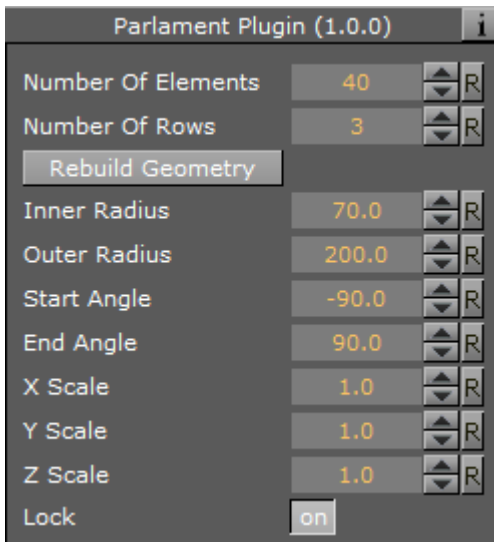 Parlament Plugin (1.0.0) i
Number Of Elements 40 R
Number Of Rows 3 R
Rebuild Geometry
Inner Radius 70.0 R
Outer Radius 200.0 R
Start Angle -90.0 R
End Angle 90.0 R
X Scale 1.0 R
Y Scale 1.0 R
Z Scale 1.0 R
Lock on